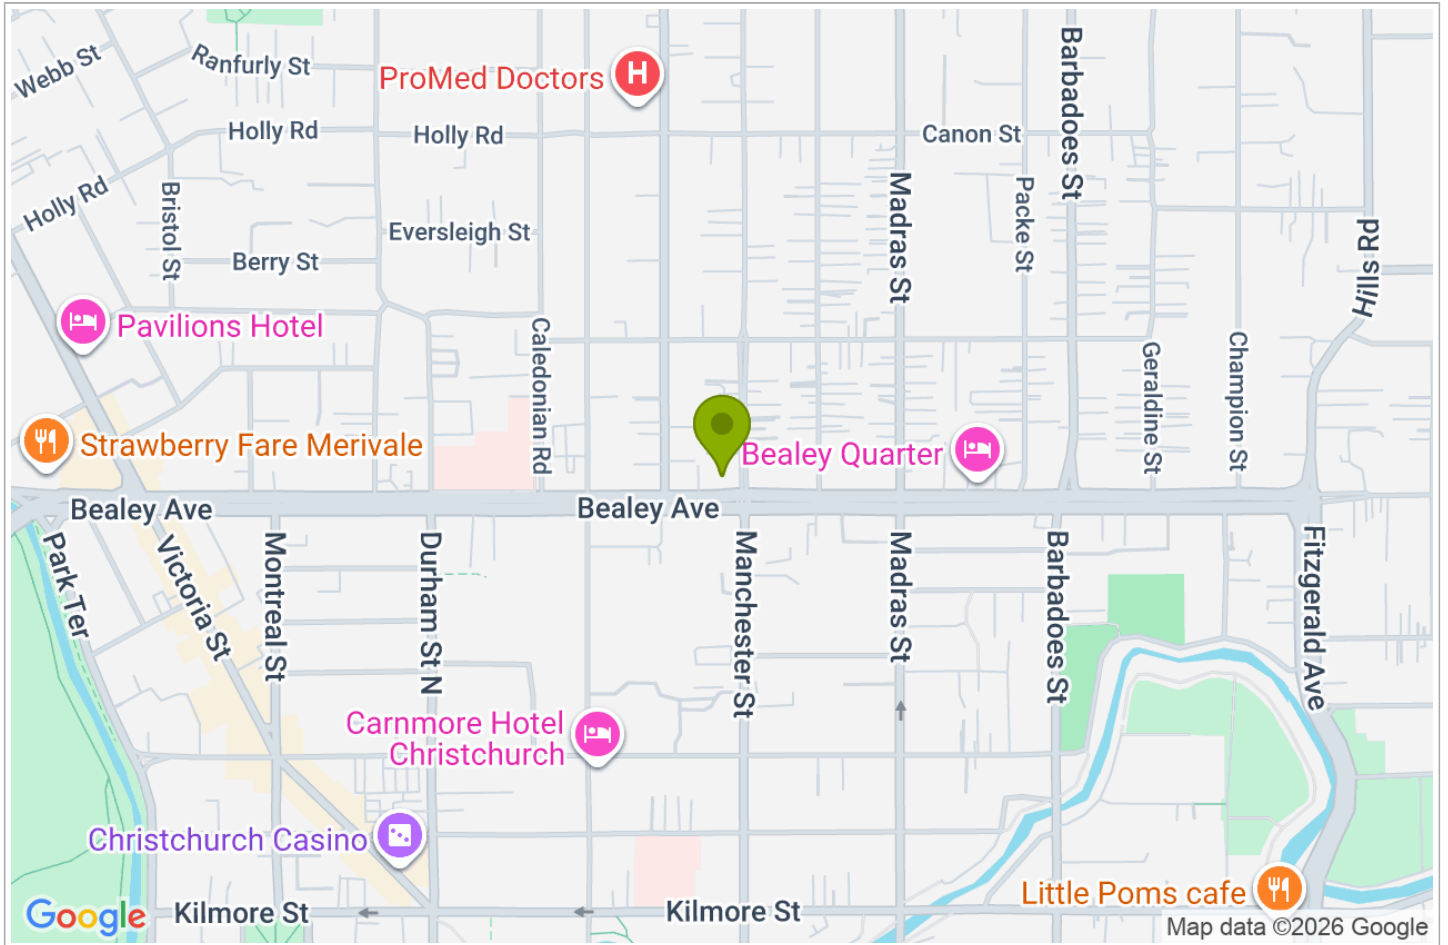 Webb St
Ranfurly St
ProMed Doctors
Barbadoes St
Holly Rd
Holly Rd
Canon St
Holly Rd
Bristol St
Eversleigh St
Berry St
Madras St
Packe St
Hills Rd
Pavilions Hotel
Caledonian Rd
Geraldine St
Champion St
Strawberry Fare Merivale
Bealey Quarter
Bealey Ave
Bealey Ave
Park Ter
Victoria St
Montreal St
Durham St N
Manchester St
Madras St
Barbadoes St
Fitzgerald Ave
Carnmore Hotel
Christchurch
Christchurch Casino
Little Poms cafe
Google
Kilmore St
Kilmore St
Map data ©2026 Google